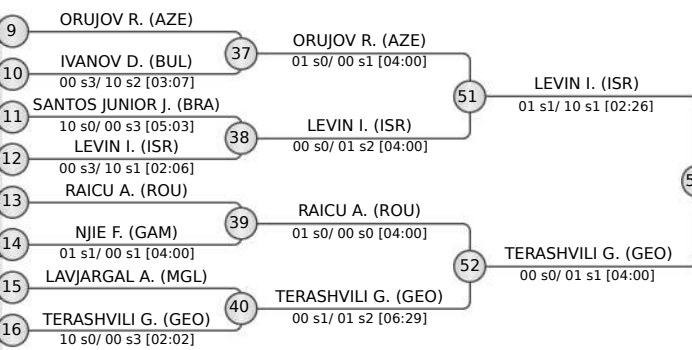 9
ORUJOV R. (AZE)
10
IVANOV D. (BUL)
00 s3/ 10 s2 [03:07]
37
ORUJOV R. (AZE)
01 s0/ 00 s1 [04:00]
11
SANTOS JUNIOR J. (BRA)
10 s0/ 00 s3 [05:03]
12
LEVIN I. (ISR)
00 s3/ 10 s1 [02:06]
38
LEVIN I. (ISR)
00 s0/ 01 s2 [04:00]
51
LEVIN I. (ISR)
01 s1/ 10 s1 [02:26]
13
RAICU A. (ROU)
14
NJIE F. (GAM)
01 s1/ 00 s1 [04:00]
39
RAICU A. (ROU)
01 s0/ 00 s0 [04:00]
15
LAVJARGAL A. (MGL)
16
TERASHVILI G. (GEO)
10 s0/ 00 s3 [02:02]
40
TERASHVILI G. (GEO)
00 s1/ 01 s2 [06:29]
52
TERASHVILI G. (GEO)
00 s0/ 01 s1 [04:00]